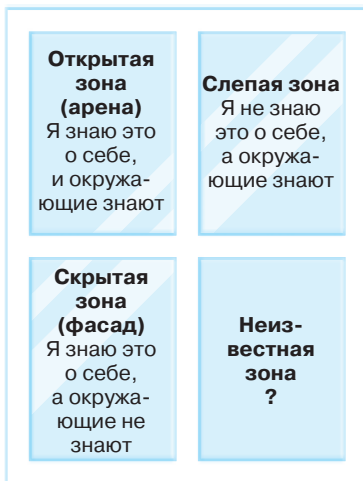 Открытая
зона
(арена)
Я знаю это
о себе,
и окружа-
ющие знают
Слепая зона
Я не знаю
это о себе,
а окружа-
ющие знают
Скрытая
зона
(фасад)
Я знаю это
о себе,
а окружа-
ющие не
знают
Неиз-
вестная
зона
?